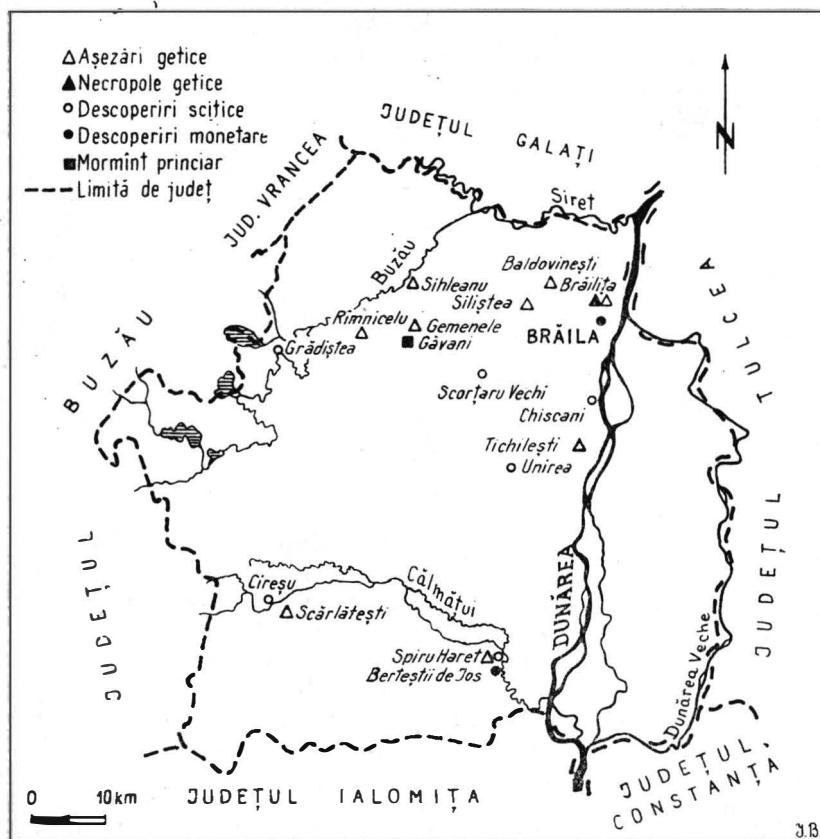 Așezări getice
Necropole getice
Descoperiri scitice
Descoperiri monetare
Mormînt princiar
Limită de județ
JUDEȚUL GALAȚI
N
JUD. VRANCEA
Siret
Buzău
Baldovinești
Sihleanu
Brăilița
Siliștea
TULCEA
Rîmnicelu
Gemenele
BRĂILA
Găvani
Grădiștea
BUZĂU
Scorțaru Vechi
Chiscani
Tichilești
Unirea
JUDEȚUL
DUNĂREA
Călmățui
Cireșu
Scărlătești
JUDEȚUL
Spiru Haret
Berteștii de Jos
Dunărea Veche
0 10 km
JUDEȚUL IALOMIȚA
JUDEȚUL
CONSTANȚA
J.B